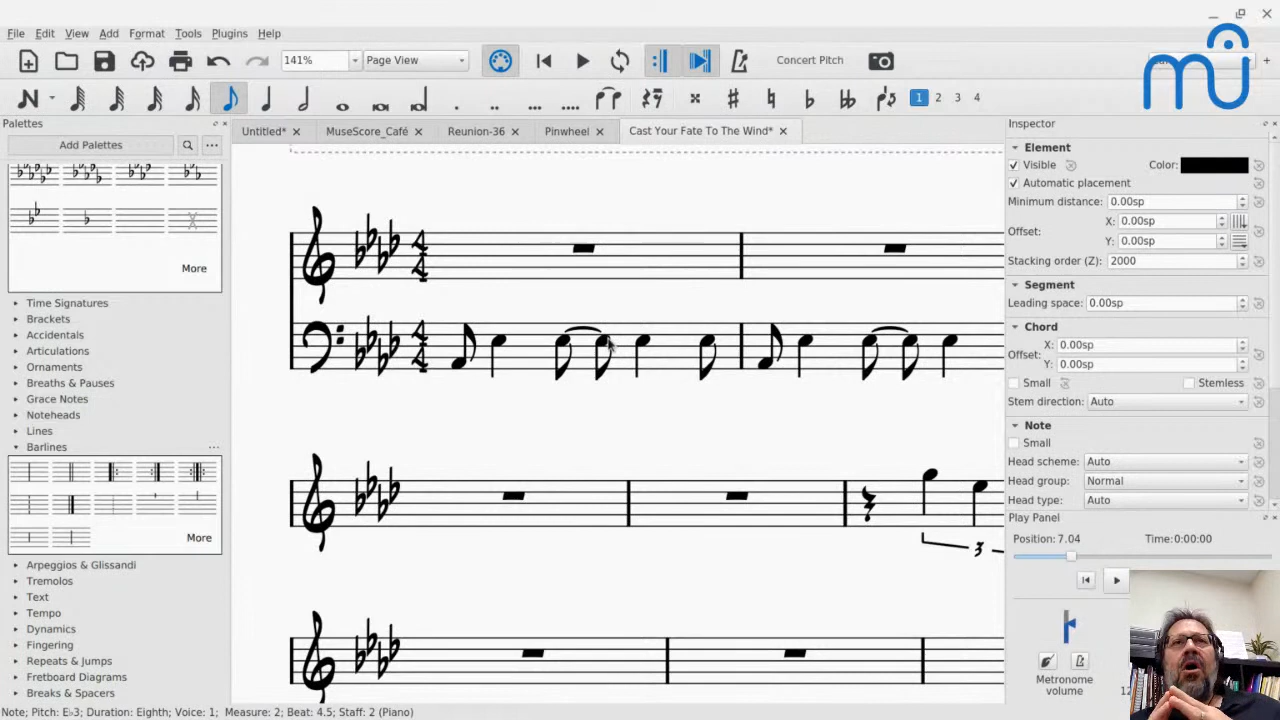 File Edit View Add Format Tools Plugins Help
141% Page View Concert Pitch
1 2 3 4
Palettes
Untitled* MuseScore_Café Reunion-36 Pinwheel Cast Your Fate To The Wind*
Inspector
Add Palettes
More
Time Signatures
Brackets
Accidentals
Articulations
Ornaments
Breaths & Pauses
Grace Notes
Noteheads
Lines
Barlines
More
Arpeggios & Glissandi
Tremolos
Text
Tempo
Dynamics
Fingering
Repeats & Jumps
Fretboard Diagrams
Breaks & Spacers
4
4
4
4
3
Element
Visible Color:
Automatic placement
Minimum distance: 0.00sp
Offset: X: 0.00sp
Y: 0.00sp
Stacking order (Z): 2000
Segment
Leading space: 0.00sp
Chord
Offset: X: 0.00sp
Y: 0.00sp
Small Stemless
Stem direction: Auto
Note
Small
Head scheme: Auto
Head group: Normal
Head type: Auto
Play Panel
Position: 7.04 Time:0:00:00
Metronome
volume
Note; Pitch: E♭3; Duration: Eighth; Voice: 1; Measure: 2; Beat: 4.5; Staff: 2 (Piano)